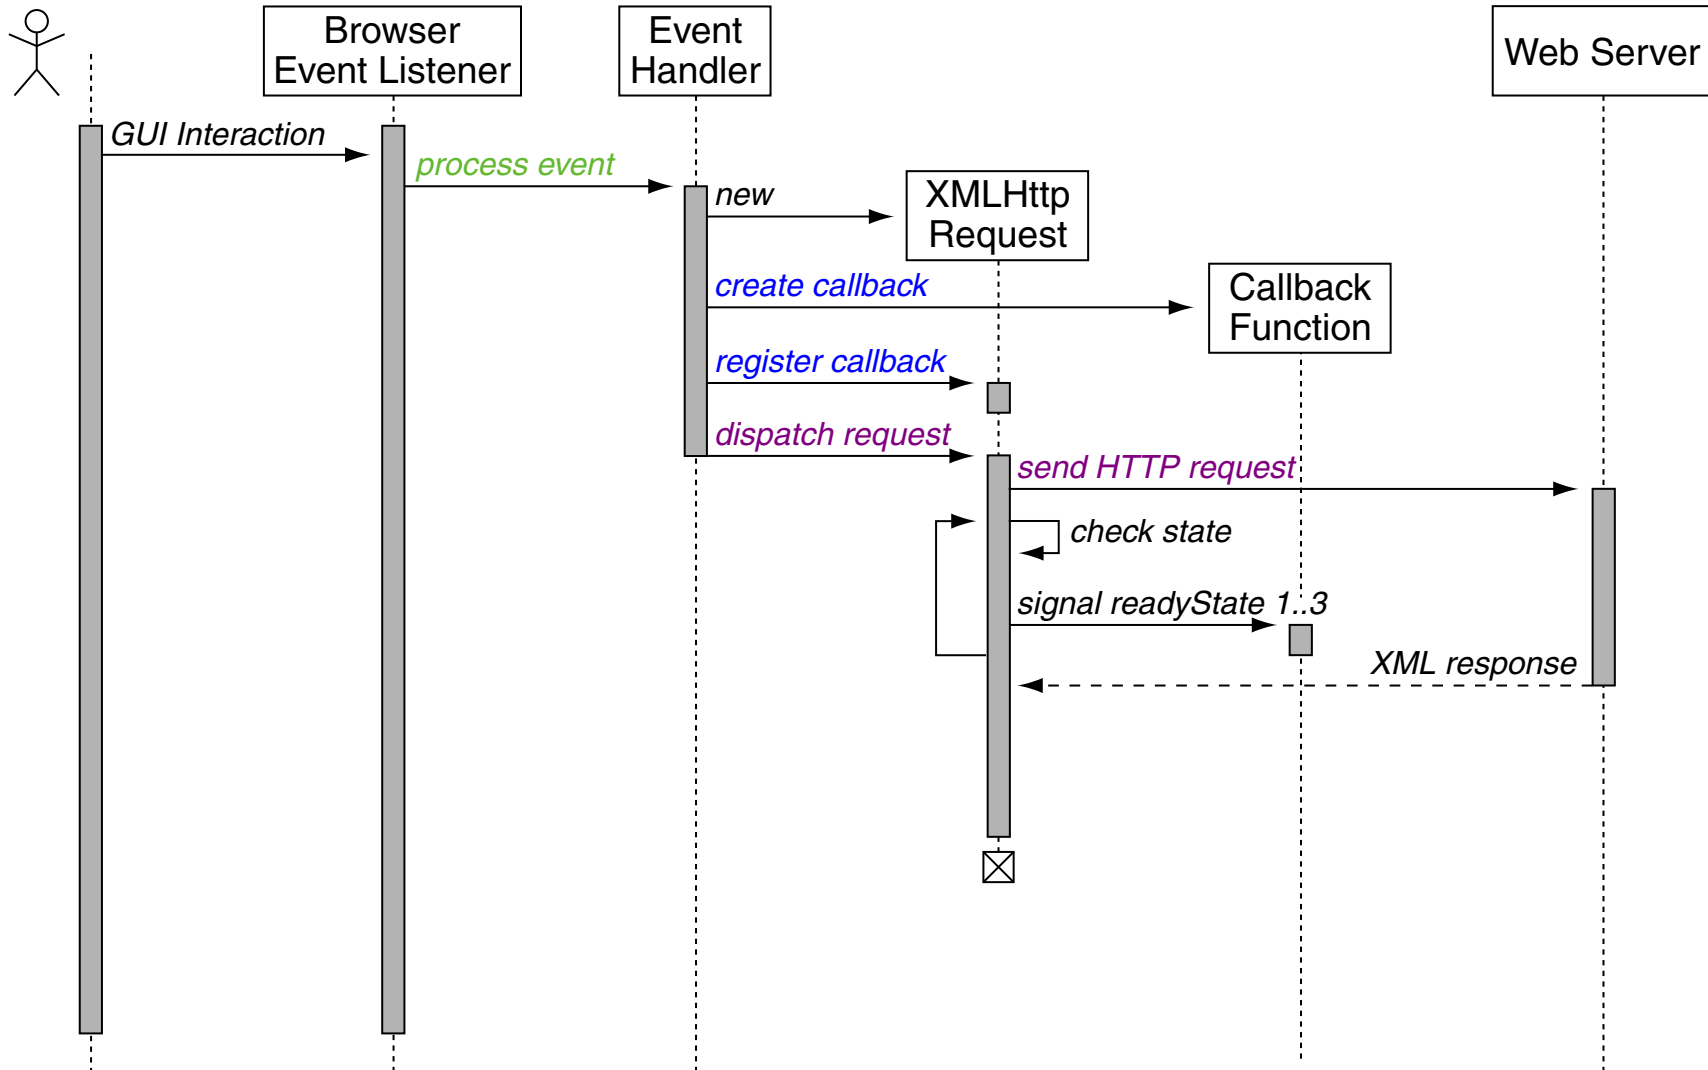 Browser
Event Listener
Event
Handler
Web Server
GUI Interaction
process event
new
XMLHttp
Request
create callback
Callback
Function
register callback
dispatch request
send HTTP request
check state
signal readyState 1..3
XML response